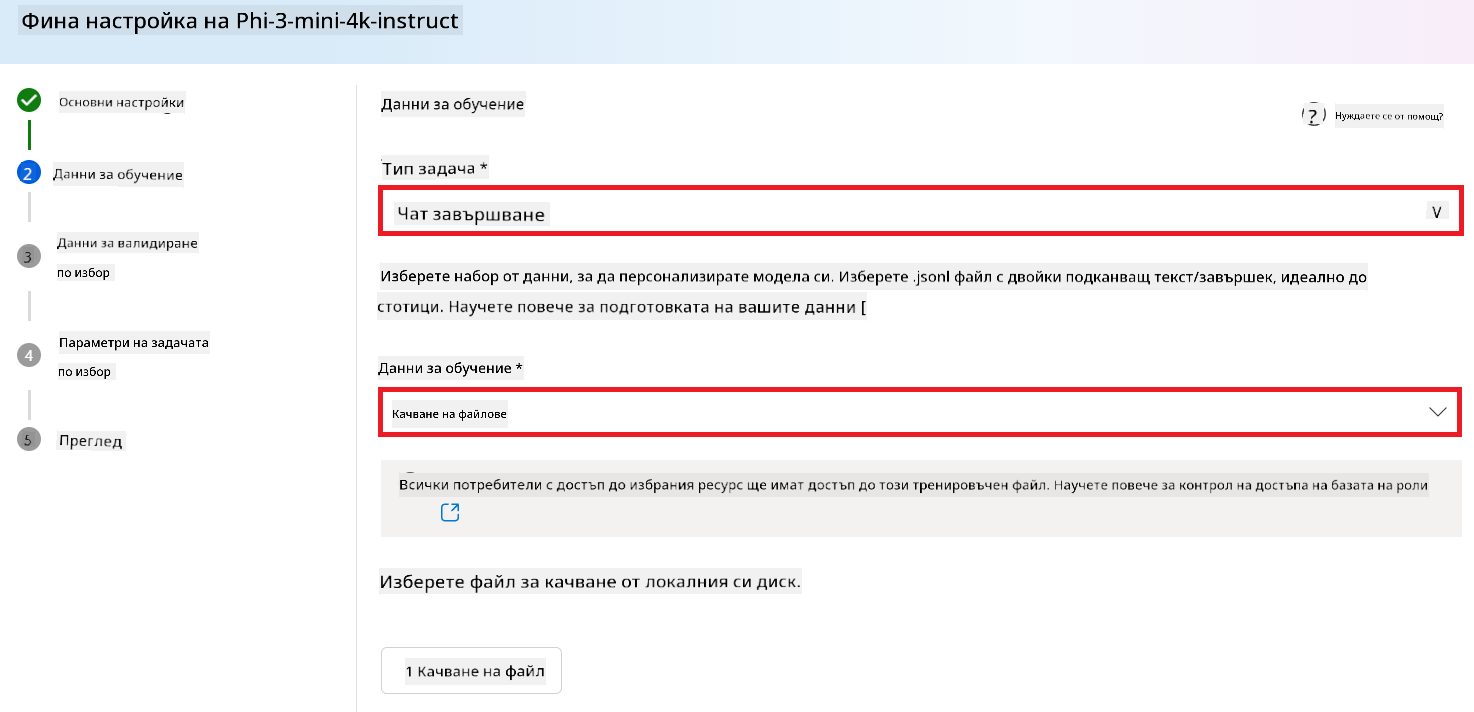 Фина настройка на Phi-3-mini-4k-instruct
Основни настройки
2 Данни за обучение
3 Данни за валидиране
по избор
4 Параметри на задачата
по избор
5 Преглед
Данни за обучение
? Нуждаете се от помощ?
Тип задача *
Чат завършване V
Изберете набор от данни, за да персонализирате модела си. Изберете .jsonl файл с двойки подканващ текст/завършек, идеално до
стотици. Научете повече за подготовката на вашите данни [
Данни за обучение *
Качване на файлове
Всички потребители с достъп до избрания ресурс ще имат достъп до този тренировъчен файл. Научете повече за контрол на достъпа на базата на роли
Изберете файл за качване от локалния си диск.
1 Качване на файл